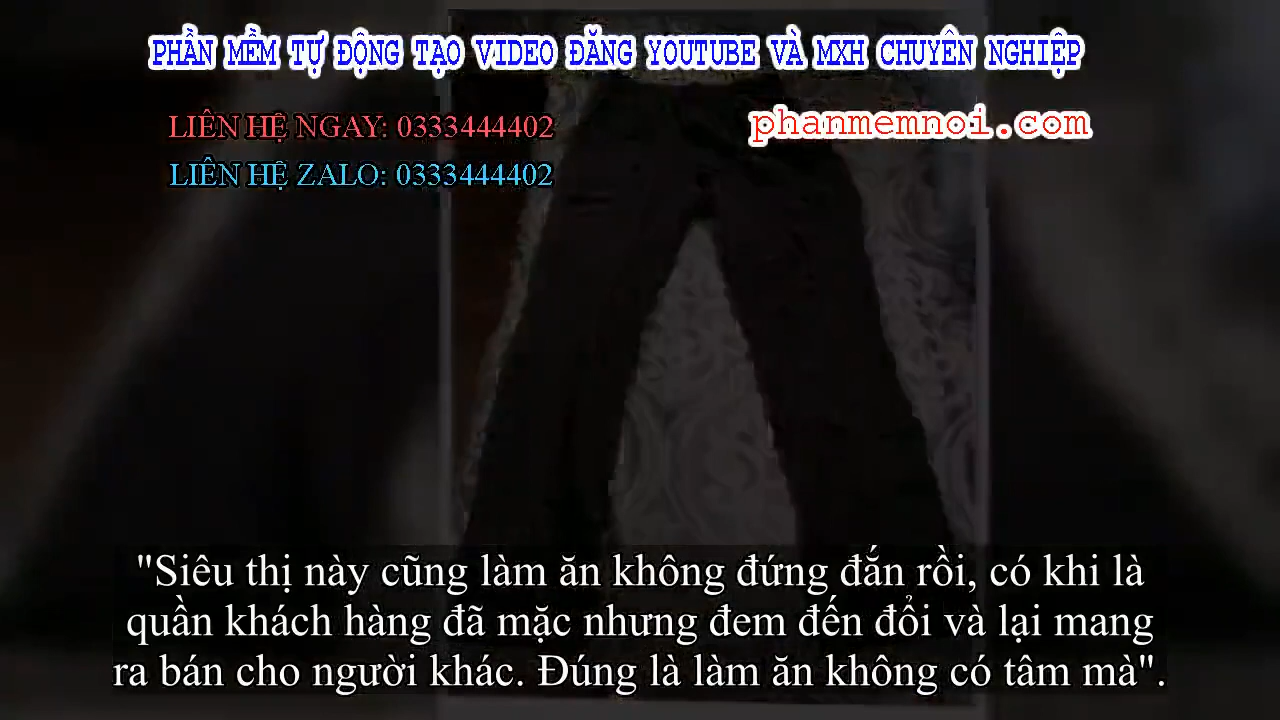 PHẦN MỀM TỰ ĐỘNG TẠO VIDEO ĐĂNG YOUTUBE VÀ MXH CHUYÊN NGHIỆP
LIÊN HỆ NGAY: 0333444402
phanmemnoi.com
LIÊN HỆ ZALO: 0333444402
"Siêu thị này cũng làm ăn không đứng đắn rồi, có khi là
quần khách hàng đã mặc nhưng đem đến đổi và lại mang
ra bán cho người khác. Đúng là làm ăn không có tâm mà".